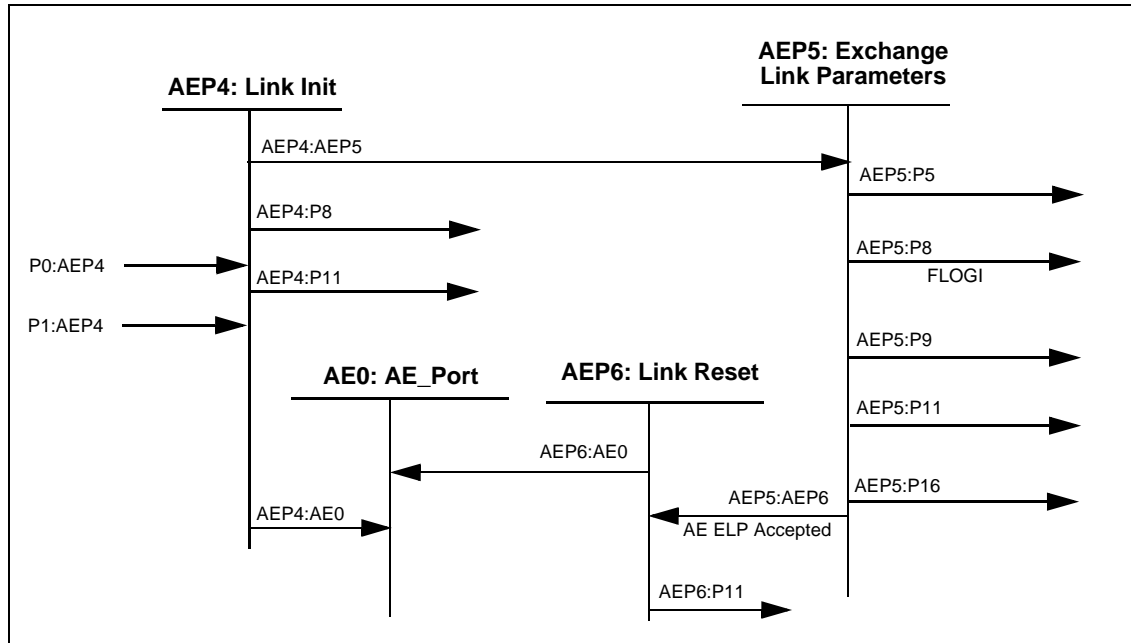 AEP5: Exchange
Link Parameters
AEP4: Link Init
AEP4:AEP5
AEP5:P5
AEP4:P8
AEP5:P8
P0:AEP4
FLOGI
AEP4:P11
P1:AEP4
AEP5:P9
AE0: AE_Port
AEP6: Link Reset
AEP5:P11
AEP6:AE0
AEP5:P16
AEP5:AEP6
AEP4:AE0
AE ELP Accepted
AEP6:P11